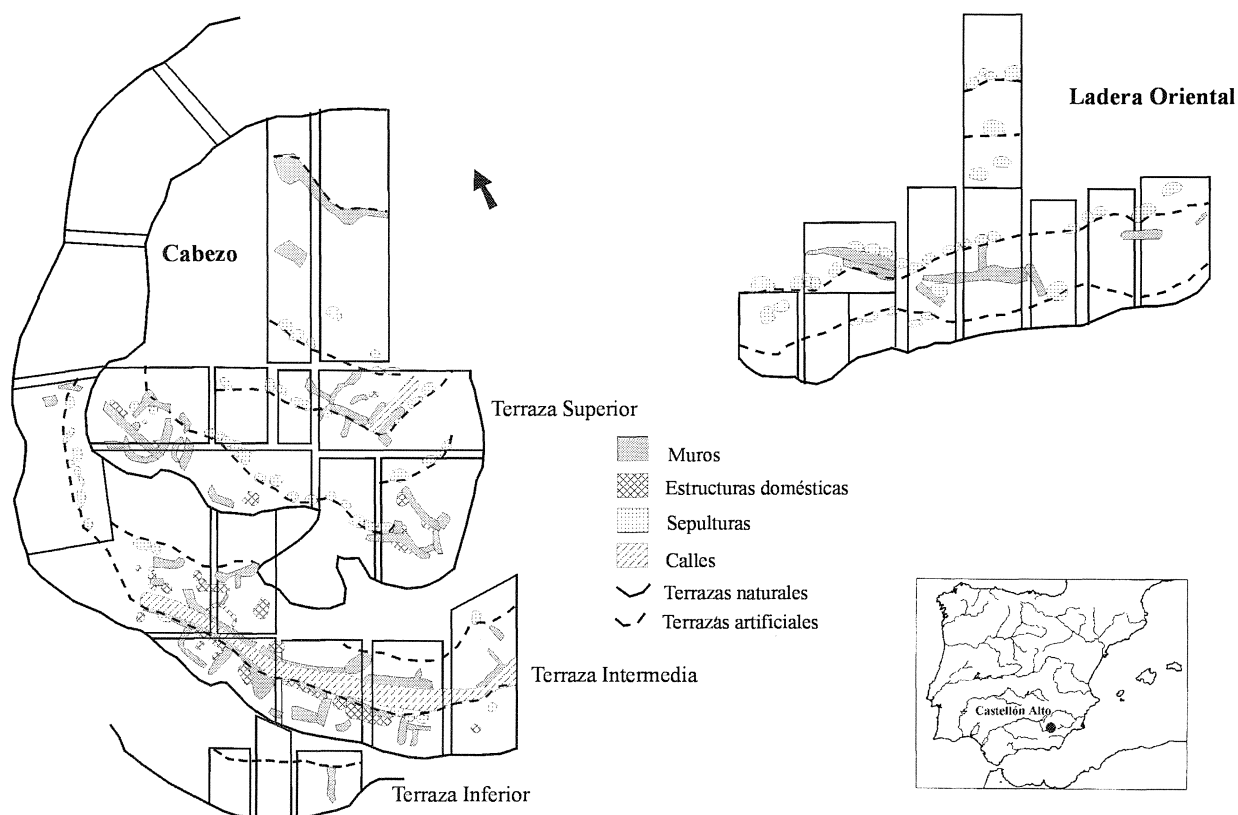 Ladera Oriental
Cabezo
Terraza Superior
Muros
Estructuras domésticas
Sepulturas
Calles
Terrazas naturales
Terrazas artificiales
Terraza Intermedia
Castellón Alto
Terraza Inferior